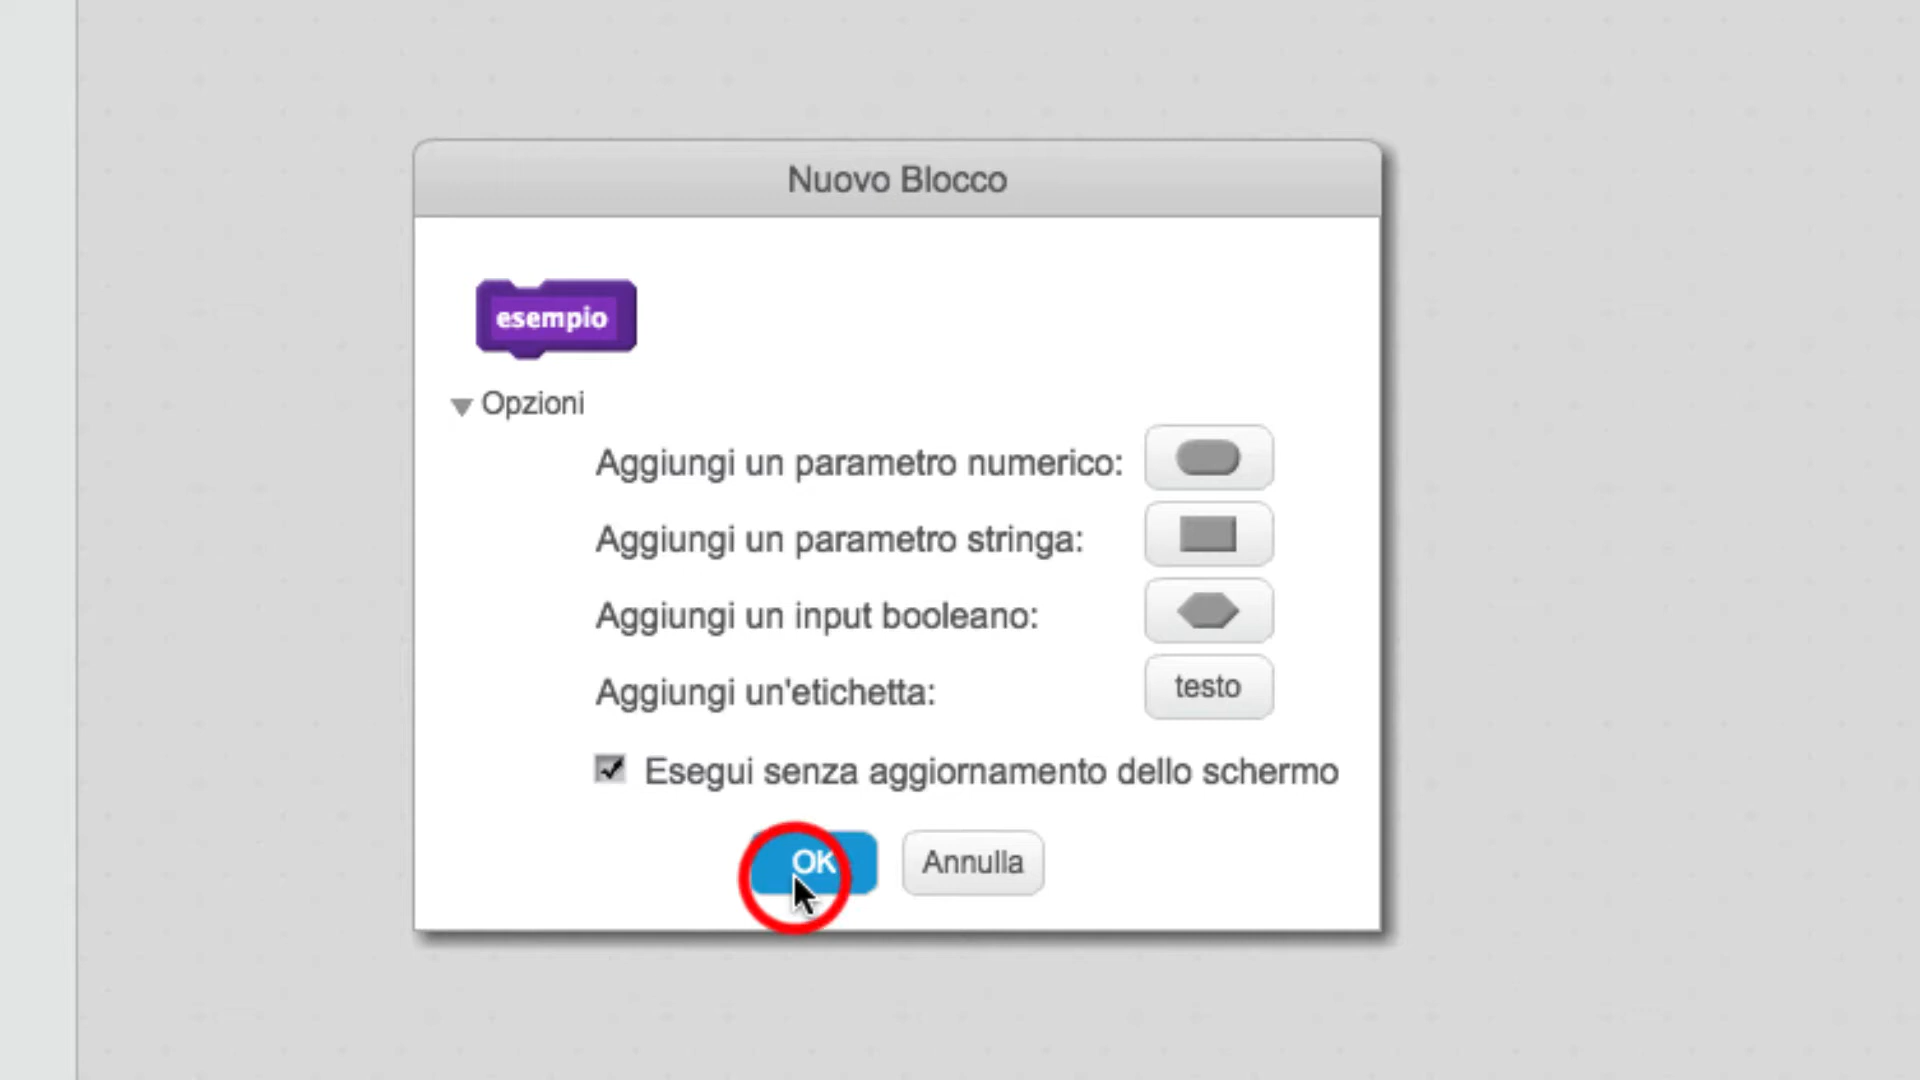 Nuovo Blocco
esempio
Opzioni
Aggiungi un parametro numerico:
Aggiungi un parametro stringa:
Aggiungi un input booleano:
Aggiungi un'etichetta: testo
Esegui senza aggiornamento dello schermo
OK Annulla